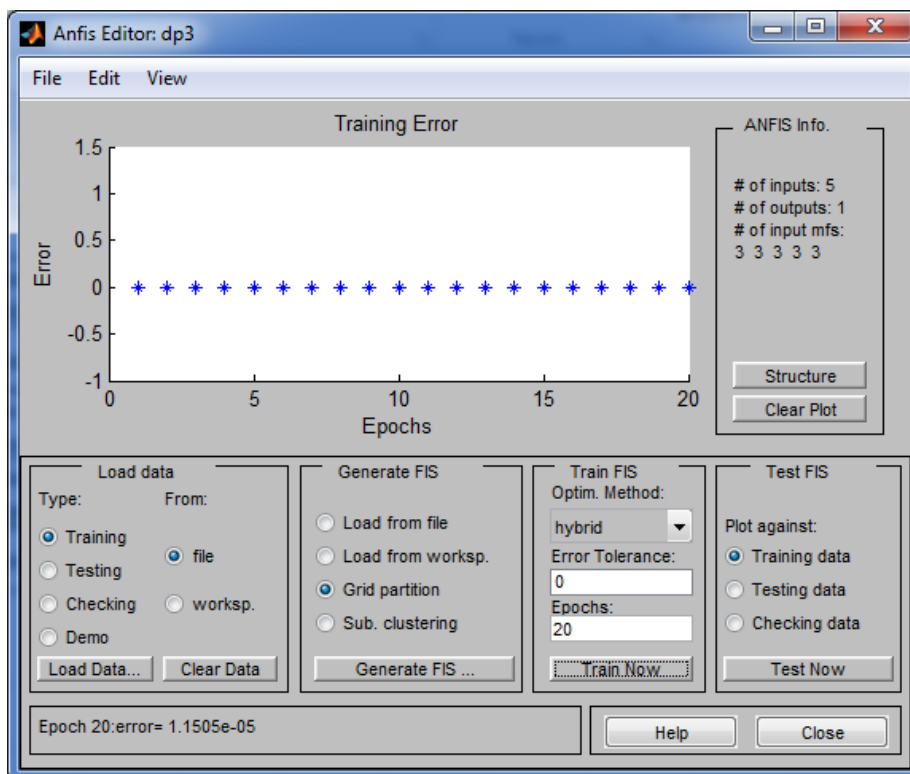 Anfis Editor: dp3
File Edit View
Training Error
1.5
1
0.5
0
-0.5
-1
Error
0 5 10 15 20
Epochs
ANFIS Info.
# of inputs: 5
# of outputs: 1
# of input mfs:
3 3 3 3 3
Structure
Clear Plot
Load data
Type: From:
Training
file
Testing
Checking
worksp.
Demo
Load Data... Clear Data
Generate FIS
Load from file
Load from worksp.
Grid partition
Sub. clustering
Generate FIS ...
Train FIS
Optim. Method:
hybrid
Error Tolerance:
0
Epochs:
20
Train Now
Test FIS
Plot against:
Training data
Testing data
Checking data
Test Now
Epoch 20:error= 1.1505e-05
Help Close